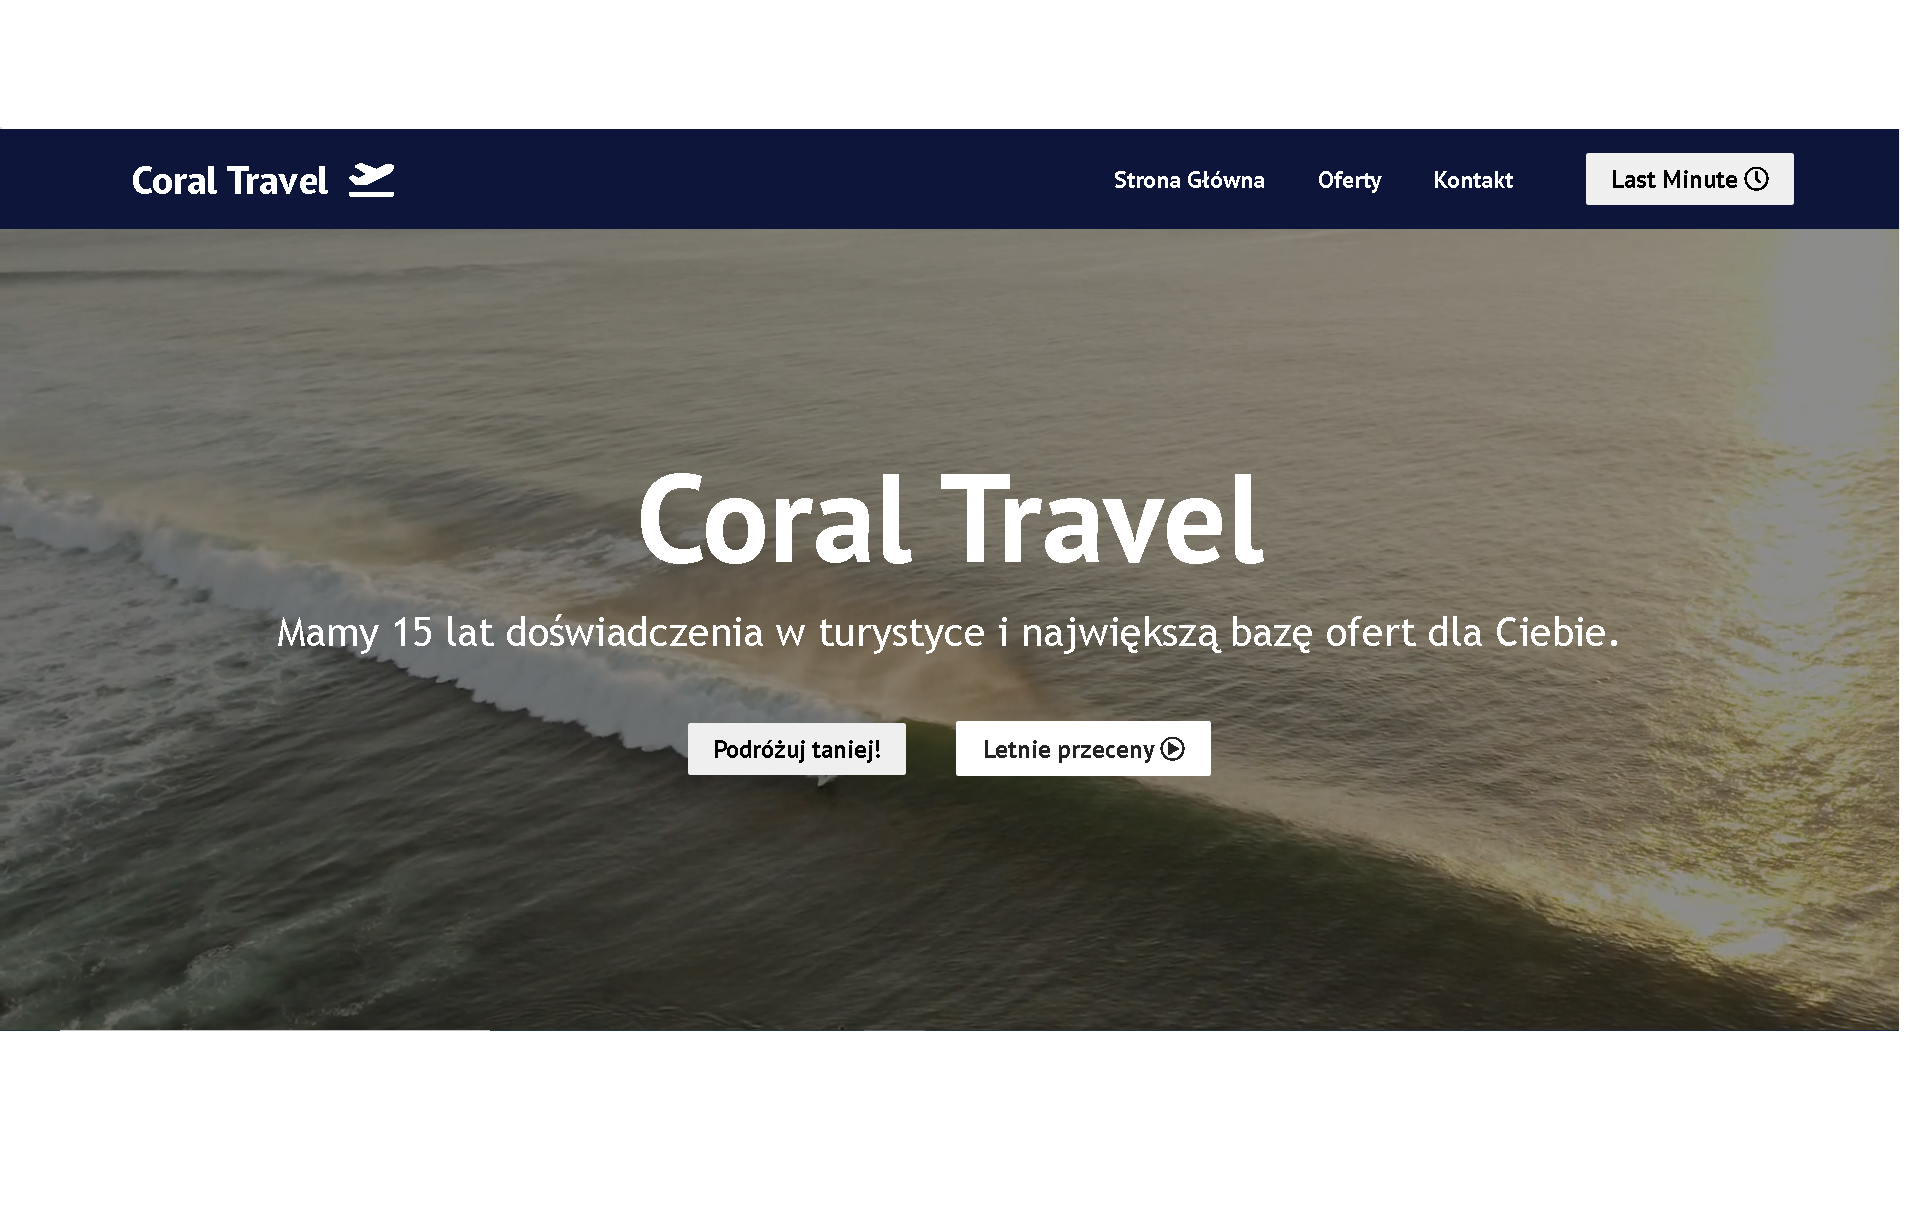 Coral Travel
Strona Główna Oferty Kontakt Last Minute
Coral Travel
Mamy 15 lat doświadczenia w turystyce i największą bazę ofert dla Ciebie.
Podróżuj taniej! Letnie przeceny